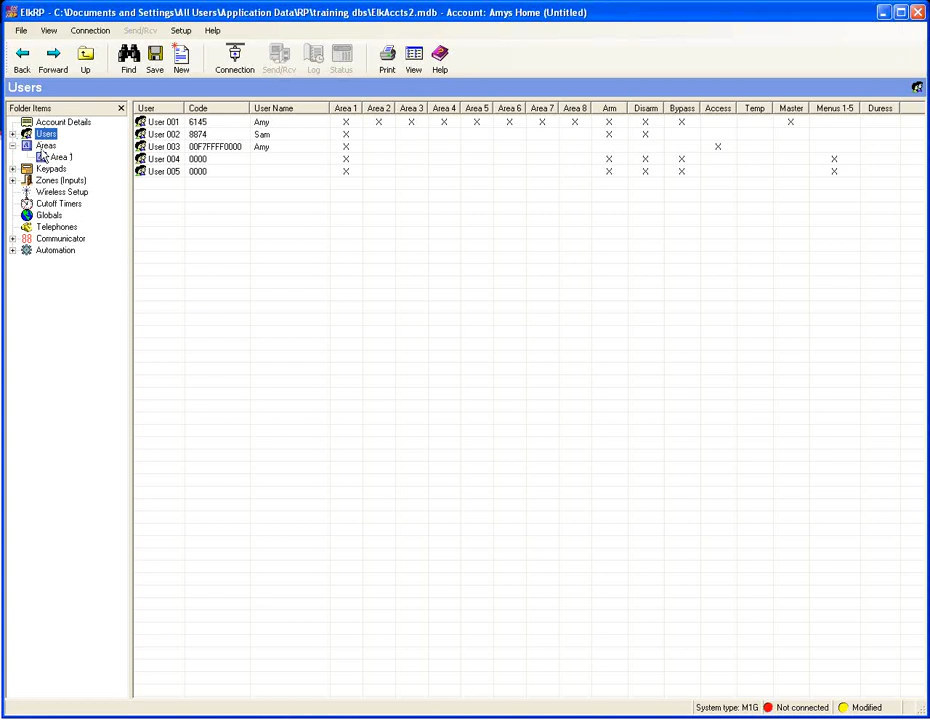 ElkRP - C:\Documents and Settings\All Users\Application Data\RP\training dbs\ElkAccts2.mdb - Account: Amys Home (Untitled)
File View Connection Send/Rcv Setup Help
Back Forward Up Find Save New Connection Send/Rcv Log Status Print View Help
Users
Folder Items
Account Details
Users
Areas
Area 1
Keypads
Zones (Inputs)
Wireless Setup
Cutoff Timers
Globals
Telephones
Communicator
Automation
User Code User Name Area 1 Area 2 Area 3 Area 4 Area 5 Area 6 Area 7 Area 8 Arm Disarm Bypass Access Temp Master Menus 1-5 Duress
User 001 6145 Amy X X X X X X X X X X X X
User 002 8874 Sam X X X
User 003 00F7FFFF0000 Amy X X
User 004 0000 X X X X X
User 005 0000 X X X X X
System type: M1G Not connected Modified